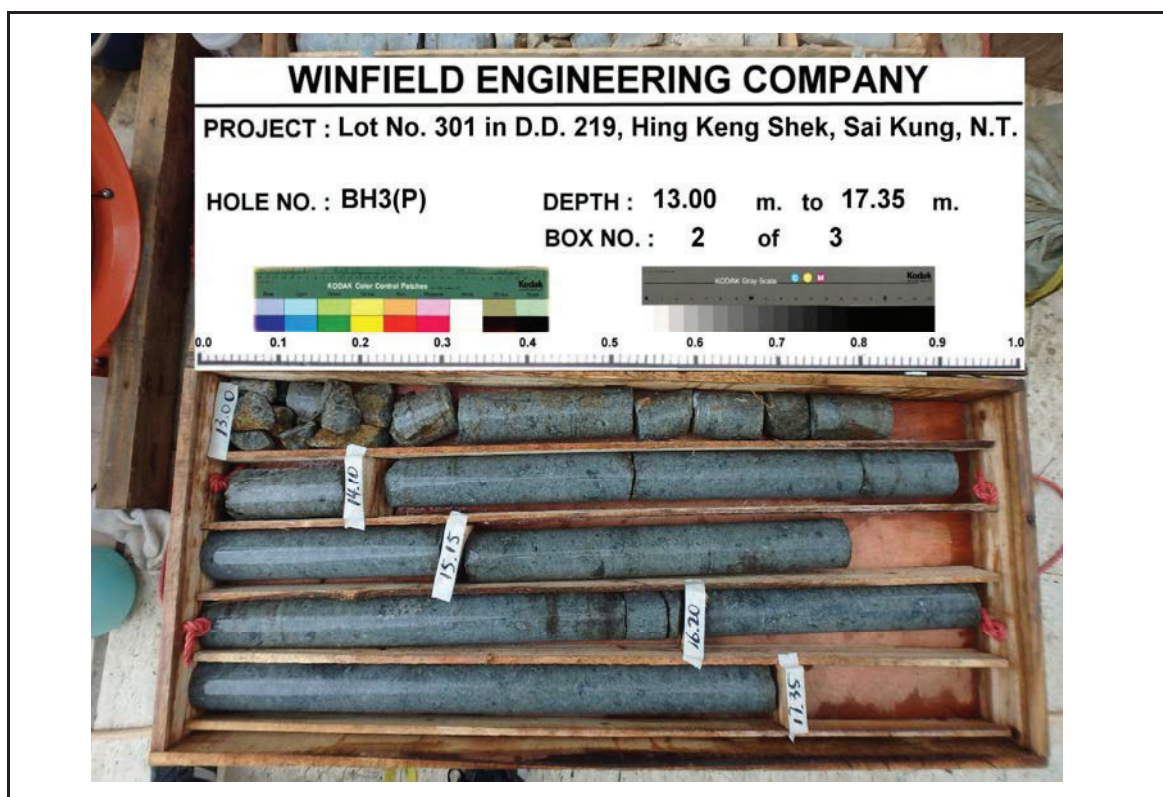 WINFIELD ENGINEERING COMPANY
PROJECT : Lot No. 301 in D.D. 219, Hing Keng Shek, Sai Kung, N.T.
HOLE NO. : BH3(P) DEPTH : 13.00 m. to 17.35 m.
BOX NO. : 2 of 3
KODAK Color Control Patches Kodak
KODAK Gray Scale C Y M Kodak
0.0 0.1 0.2 0.3 0.4 0.5 0.6 0.7 0.8 0.9 1.0
13.00
14.10
15.15
16.20
17.35